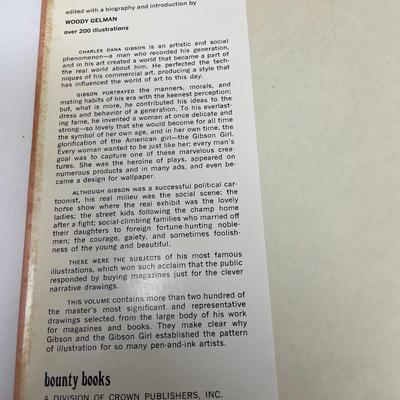 edited with a biography and introduction by
WOODY GELMAN
over 200 illustrations
CHARLES DANA GIBSON is an artistic and social
phenomenon—a man who recorded his generation,
and in his art created a world that became a part of
the real world about him. He perfected the tech-
niques of his commercial art, producing a style that
has influenced the world of art to this day.
GIBSON PORTRAYED the manners, morals, and
mating habits of his era with the keenest perception;
but, what is more, he contributed his ideas to the
dress and behavior of a generation. To his everlast-
ing fame, he invented a woman at once delicate and
strong—so lovely that she would become for all time
the symbol of her own age, and in her own time, the
glorification of the American girl—the Gibson Girl.
Every woman wanted to be just like her; every man's
goal was to capture one of these marvelous crea-
tures. She was the heroine of plays, appeared on
numerous products and in many ads, and even be-
came a design for wallpaper.
ALTHOUGH GIBSON was a successful political car-
toonist, his real milieu was the social scene: the
horse show where the real exhibit was the lovely
ladies; the street kids following the champ home
after a fight; social-climbing families who married off
their daughters to foreign fortune-hunting noble-
men; the courage, gaiety, and sometimes foolish-
ness of the young and beautiful.
THESE WERE THE SUBJECTS of his most famous
illustrations, which won such acclaim that the public
responded by buying magazines just for the clever
narrative drawings.
THIS VOLUME contains more than two hundred of
the master's most significant and representative
drawings selected from the large body of his work
for magazines and books. They make clear why
Gibson and the Gibson Girl established the pattern
of illustration for so many pen-and-ink artists.
bounty books
A DIVISION OF CROWN PUBLISHERS, INC.